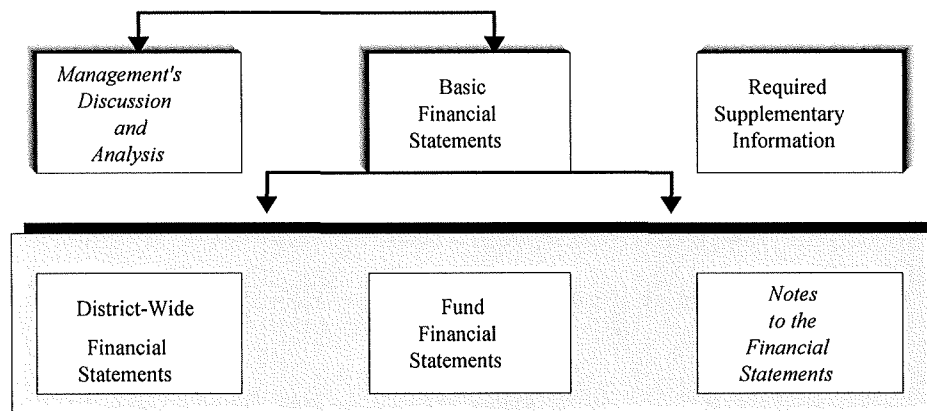 Management's
Discussion
and
Analysis
Basic
Financial
Statements
Required
Supplementary
Information
District-Wide
Financial
Statements
Fund
Financial
Statements
Notes
to the
Financial
Statements